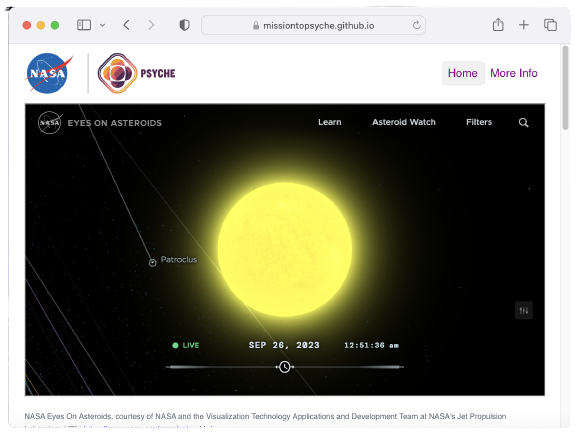 missiontopsyche.github.io
NASA
PSYCHE
Home
More Info
NASA
EYES ON ASTEROIDS
Learn
Asteroid Watch
Filters
Patroclus
LIVE
SEP 26, 2023
12:51:36 am
NASA Eyes On Asteroids, courtesy of NASA and the Visualization Technology Applications and Development Team at NASA's Jet Propulsion